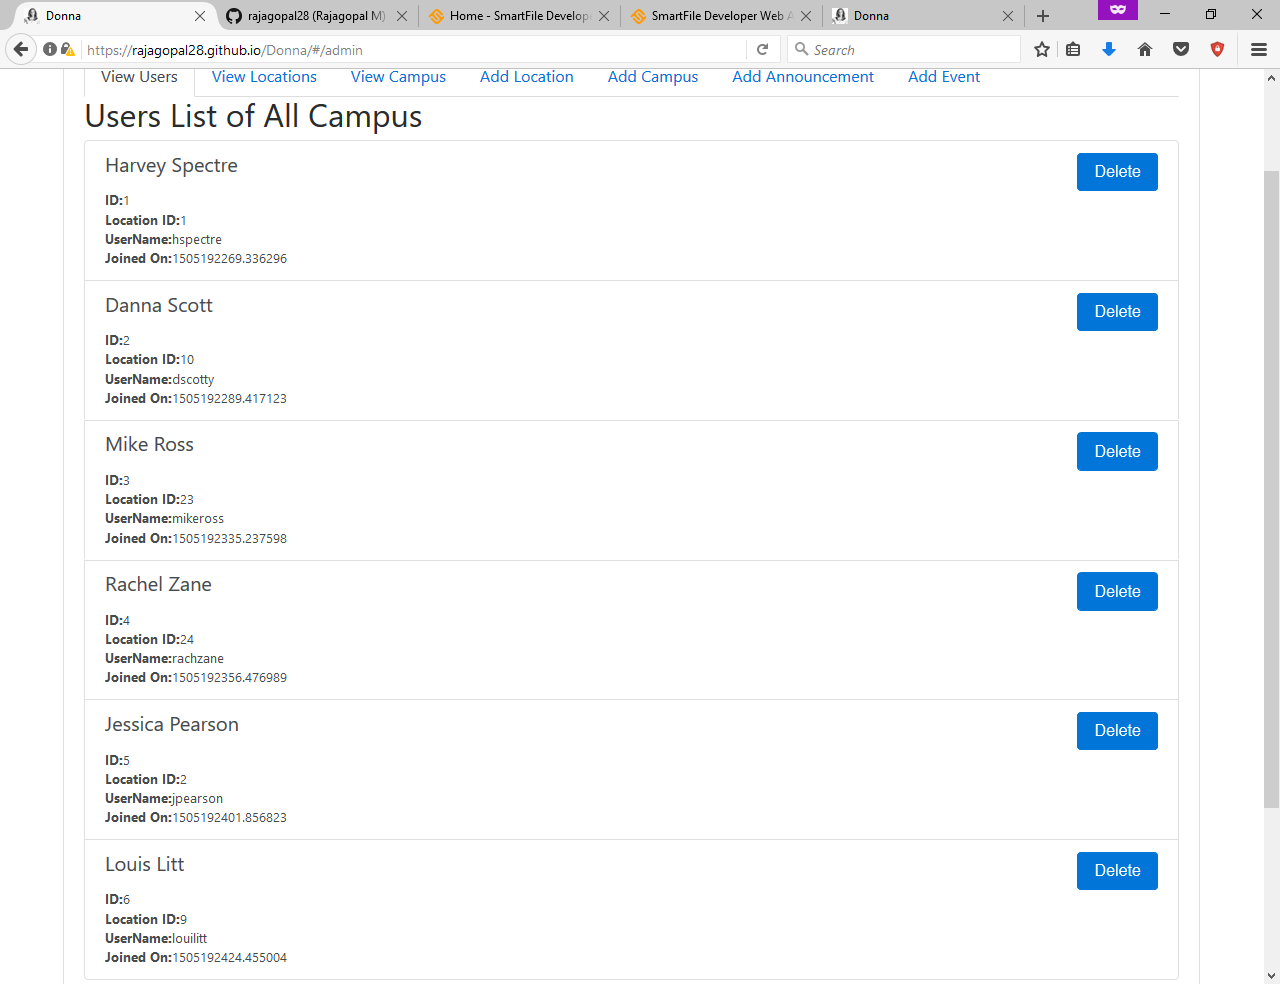 Donna
rajagopal28 (Rajagopal M)
Home - SmartFile Develop
SmartFile Developer Web A
Donna
https://rajagopal28.github.io/Donna/#/admin
Search
View Users View Locations View Campus Add Location Add Campus Add Announcement Add Event
Users List of All Campus
Harvey Spectre
Delete
ID:1
Location ID:1
UserName:hspectre
Joined On:1505192269.336296
Danna Scott
Delete
ID:2
Location ID:10
UserName:dscotty
Joined On:1505192289.417123
Mike Ross
Delete
ID:3
Location ID:23
UserName:mikeross
Joined On:1505192335.237598
Rachel Zane
Delete
ID:4
Location ID:24
UserName:rachzane
Joined On:1505192356.476989
Jessica Pearson
Delete
ID:5
Location ID:2
UserName:jpearson
Joined On:1505192401.856823
Louis Litt
Delete
ID:6
Location ID:9
UserName:louilitt
Joined On:1505192424.455004